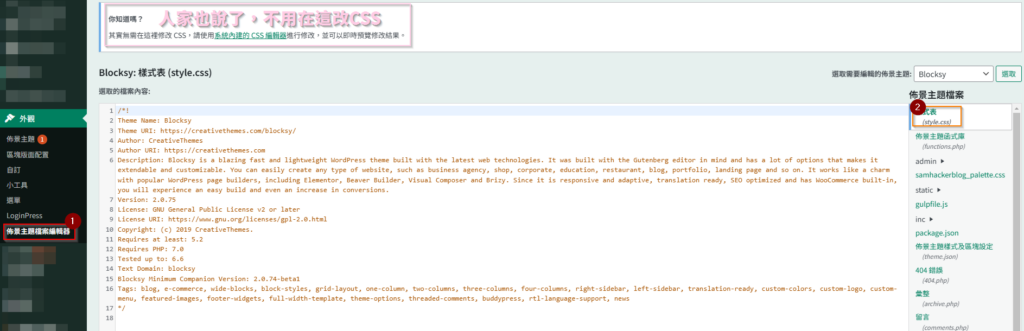 你知道嗎？ 人家也說了，不用在這改CSS
其實無需在這裡修改 CSS，請使用系統內建的 CSS 編輯器進行修改，並可以即時預覽修改結果。
Blocksy: 樣式表 (style.css)
選取需要編輯的佈景主題: Blocksy 選取
選取的檔案內容:
外觀
佈景主題 1
區塊版面配置
自訂
小工具
選單
LoginPress
1
佈景主題檔案編輯器
1 /*!
2 Theme Name: Blocksy
3 Theme URI: https://creativethemes.com/blocksy/
4 Author: CreativeThemes
5 Author URI: https://creativethemes.com
6 Description: Blocksy is a blazing fast and lightweight WordPress theme built with the latest web technologies. It was built with the Gutenberg editor in mind and has a lot of options that makes it
extendable and customizable. You can easily create any type of website, such as business agency, shop, corporate, education, restaurant, blog, portfolio, landing page and so on. It works like a charm
with popular WordPress page builders, including Elementor, Beaver Builder, Visual Composer and Brizy. Since it is responsive and adaptive, translation ready, SEO optimized and has WooCommerce built-in,
you will experience an easy build and even an increase in conversions.
7 Version: 2.0.75
8 License: GNU General Public License v2 or later
9 License URI: https://www.gnu.org/licenses/gpl-2.0.html
10 Copyright: (c) 2019 CreativeThemes.
11 Requires at least: 5.2
12 Requires PHP: 7.0
13 Tested up to: 6.6
14 Text Domain: blocksy
15 Blocksy Minimum Companion Version: 2.0.74-beta1
16 Tags: blog, e-commerce, wide-blocks, block-styles, grid-layout, one-column, two-columns, three-columns, four-columns, right-sidebar, left-sidebar, translation-ready, custom-colors, custom-logo, custom-
menu, featured-images, footer-widgets, full-width-template, theme-options, threaded-comments, buddypress, rtl-language-support, news
17 */
18
佈景主題檔案
2
式表
(style.css)
佈景主題函式庫
(functions.php)
admin
samhackerblog_palette.css
static
gulpfile.js
inc
package.json
佈景主題樣式及區塊設定
(theme.json)
404 錯誤
(404.php)
彙整
(archive.php)
留言
(comments.php)